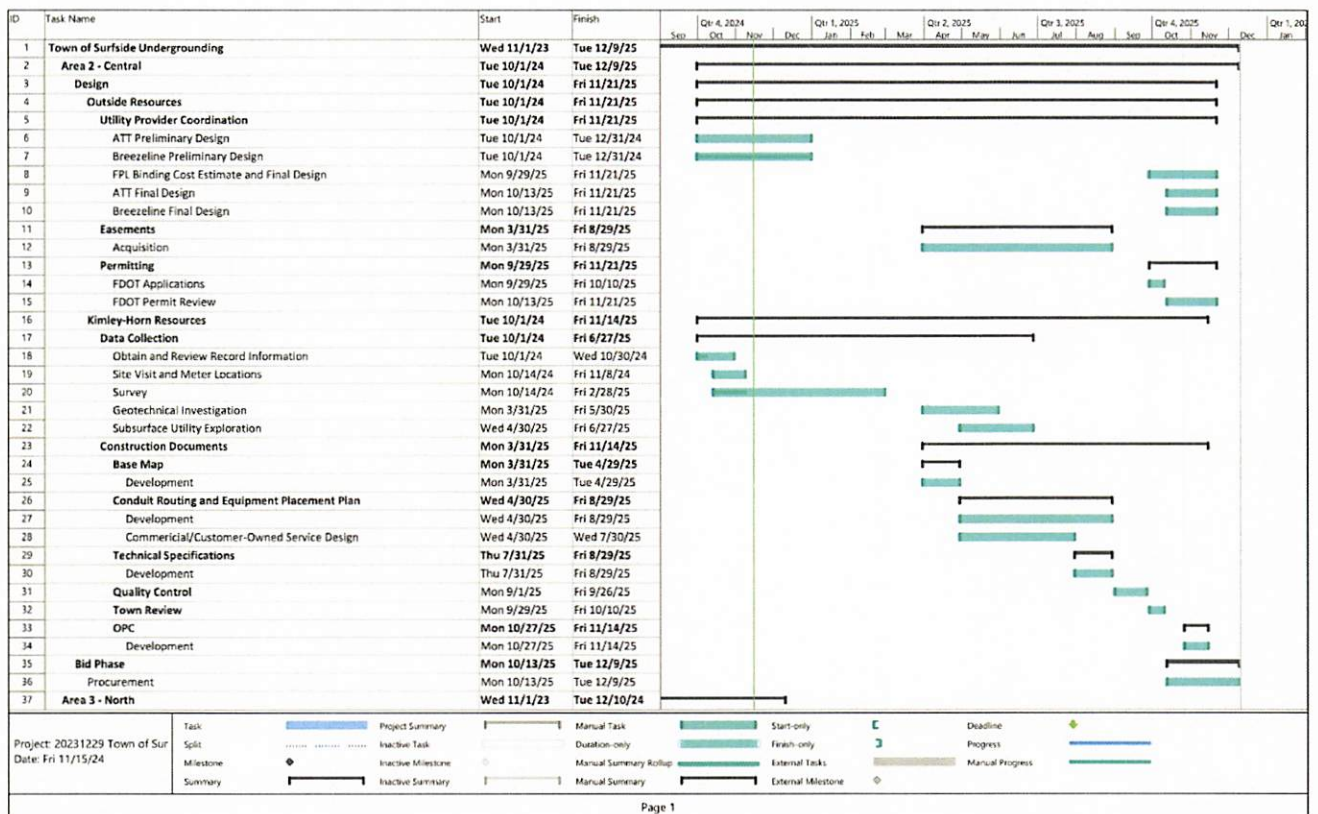 ID Task Name Start Finish Qtr 4, 2024 Qtr 1, 2025 Qtr 2, 2025 Qtr 3, 2025 Qtr 4, 2025 Qtr 1, 202
Sep Oct Nov Dec Jan Feb Mar Apr May Jun Jul Aug Sep Oct Nov Dec Jan
1 Town of Surfside Undergrounding Wed 11/1/23 Tue 12/9/25
2 Area 2 - Central Tue 10/1/24 Tue 12/9/25
3 Design Tue 10/1/24 Fri 11/21/25
4 Outside Resources Tue 10/1/24 Fri 11/21/25
5 Utility Provider Coordination Tue 10/1/24 Fri 11/21/25
6 ATT Preliminary Design Tue 10/1/24 Tue 12/31/24
7 Breezeline Preliminary Design Tue 10/1/24 Tue 12/31/24
8 FPL Binding Cost Estimate and Final Design Mon 9/29/25 Fri 11/21/25
9 ATT Final Design Mon 10/13/25 Fri 11/21/25
10 Breezeline Final Design Mon 10/13/25 Fri 11/21/25
11 Easements Mon 3/31/25 Fri 8/29/25
12 Acquisition Mon 3/31/25 Fri 8/29/25
13 Permitting Mon 9/29/25 Fri 11/21/25
14 FDOT Applications Mon 9/29/25 Fri 10/10/25
15 FDOT Permit Review Mon 10/13/25 Fri 11/21/25
16 Kimley-Horn Resources Tue 10/1/24 Fri 11/14/25
17 Data Collection Tue 10/1/24 Fri 6/27/25
18 Obtain and Review Record Information Tue 10/1/24 Wed 10/30/24
19 Site Visit and Meter Locations Mon 10/14/24 Fri 11/8/24
20 Survey Mon 10/14/24 Fri 2/28/25
21 Geotechnical Investigation Mon 3/31/25 Fri 5/30/25
22 Subsurface Utility Exploration Wed 4/30/25 Fri 6/27/25
23 Construction Documents Mon 3/31/25 Fri 11/14/25
24 Base Map Mon 3/31/25 Tue 4/29/25
25 Development Mon 3/31/25 Tue 4/29/25
26 Conduit Routing and Equipment Placement Plan Wed 4/30/25 Fri 8/29/25
27 Development Wed 4/30/25 Fri 8/29/25
28 Commericial/Customer-Owned Service Design Wed 4/30/25 Wed 7/30/25
29 Technical Specifications Thu 7/31/25 Fri 8/29/25
30 Development Thu 7/31/25 Fri 8/29/25
31 Quality Control Mon 9/1/25 Fri 9/26/25
32 Town Review Mon 9/29/25 Fri 10/10/25
33 OPC Mon 10/27/25 Fri 11/14/25
34 Development Mon 10/27/25 Fri 11/14/25
35 Bid Phase Mon 10/13/25 Tue 12/9/25
36 Procurement Mon 10/13/25 Tue 12/9/25
37 Area 3 - North Wed 11/1/23 Tue 12/10/24
Project: 20231229 Town of Sur
Date: Fri 11/15/24
Task Project Summary Manual Task Start-only Deadline
Split Inactive Task Duration-only Finish-only Progress
Milestone Inactive Milestone Manual Summary Rollup External Tasks Manual Progress
Summary Inactive Summary Manual Summary External Milestone
Page 1